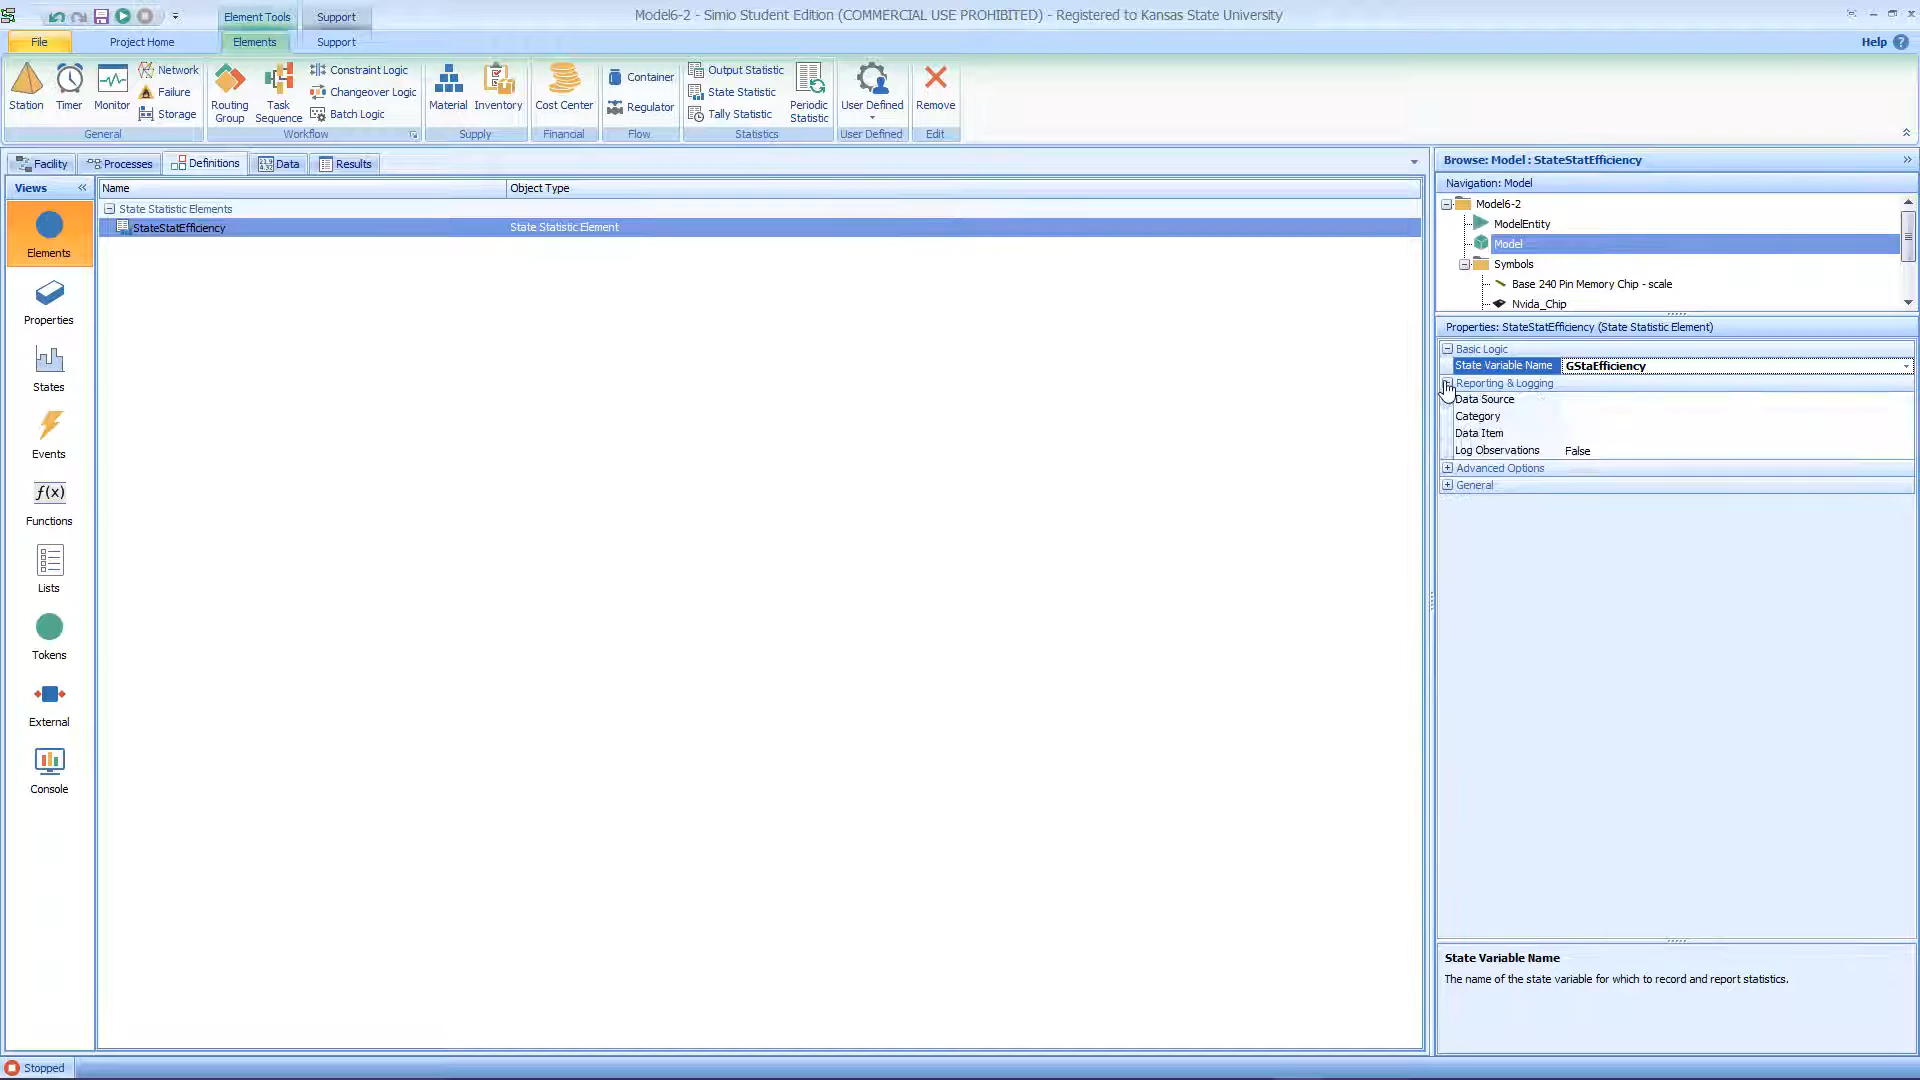 Element Tools
Support
Model6-2 - Simio Student Edition (COMMERCIAL USE PROHIBITED) - Registered to Kansas State University
File
Project Home
Elements
Support
Help
Station
Timer
Monitor
Network
Failure
Storage
General
Routing Group
Task Sequence
Constraint Logic
Changeover Logic
Batch Logic
Workflow
Material
Inventory
Supply
Cost Center
Financial
Container
Regulator
Flow
Output Statistic
State Statistic
Tally Statistic
Periodic Statistic
Statistics
User Defined
User Defined
Remove
Edit
Facility
Processes
Definitions
Data
Results
Views
Elements
Properties
States
Events
f(x)
Functions
Lists
Tokens
External
Console
Name
Object Type
State Statistic Elements
StateStatEfficiency
State Statistic Element
Browse: Model : StateStatEfficiency
Navigation: Model
Model6-2
ModelEntity
Model
Symbols
Base 240 Pin Memory Chip - scale
Nvida_Chip
Properties: StateStatEfficiency (State Statistic Element)
Basic Logic
State Variable Name GStaEfficiency
Reporting & Logging
Data Source
Category
Data Item
Log Observations False
Advanced Options
General
State Variable Name
The name of the state variable for which to record and report statistics.
Stopped